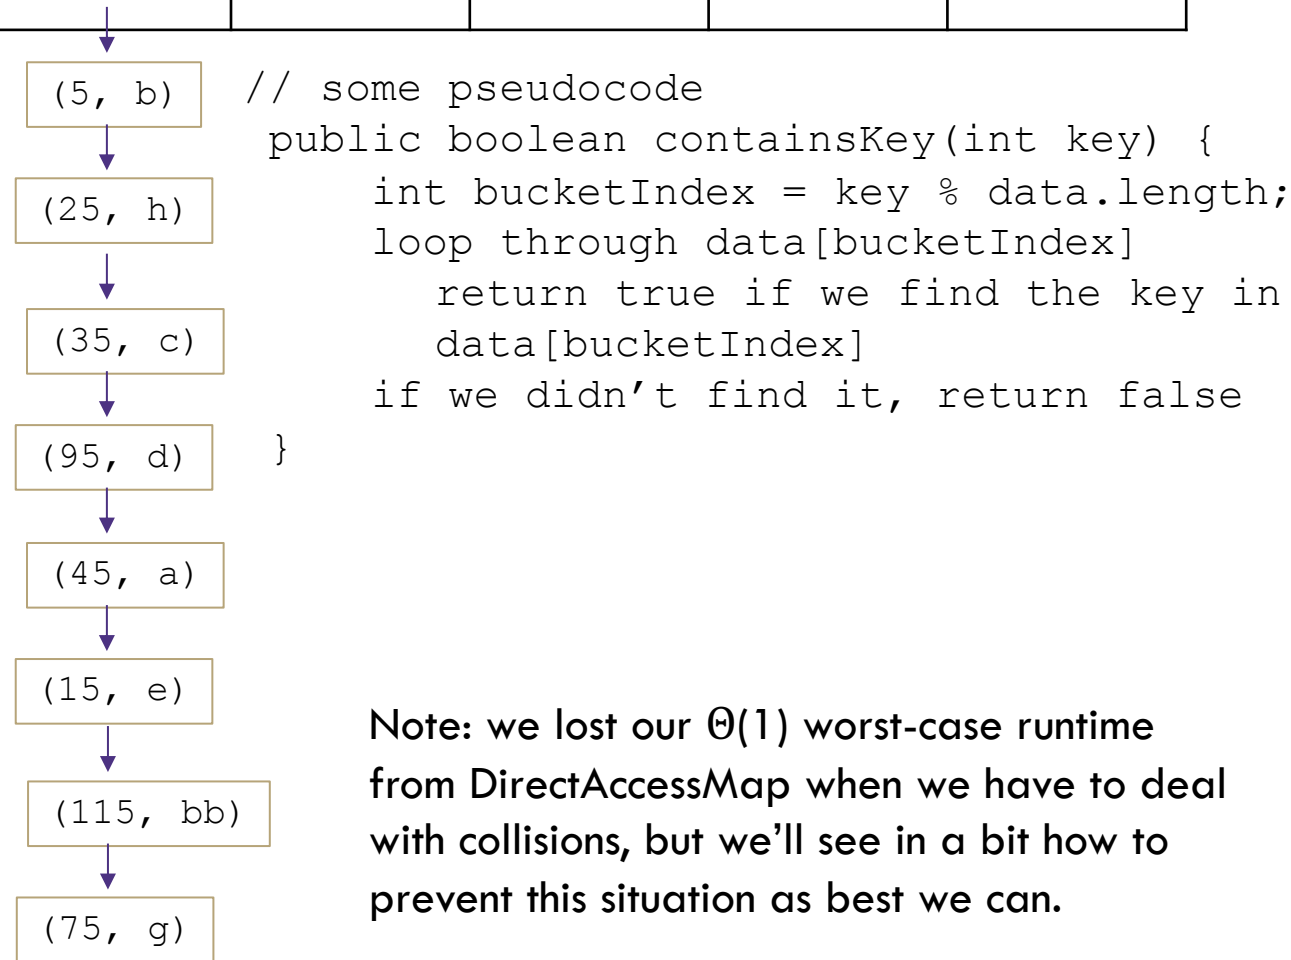 (5, b)
// some pseudocode
public boolean containsKey(int key) {
(25, h)
int bucketIndex = key % data.length;
loop through data[bucketIndex]
return true if we find the key in
(35, c)
data[bucketIndex]
if we didn’t find it, return false
(95, d)
}
(45, a)
(15, e)
(115, bb)
(75, g)
Note: we lost our Θ(1) worst-case runtime
from DirectAccessMap when we have to deal
with collisions, but we’ll see in a bit how to
prevent this situation as best we can.